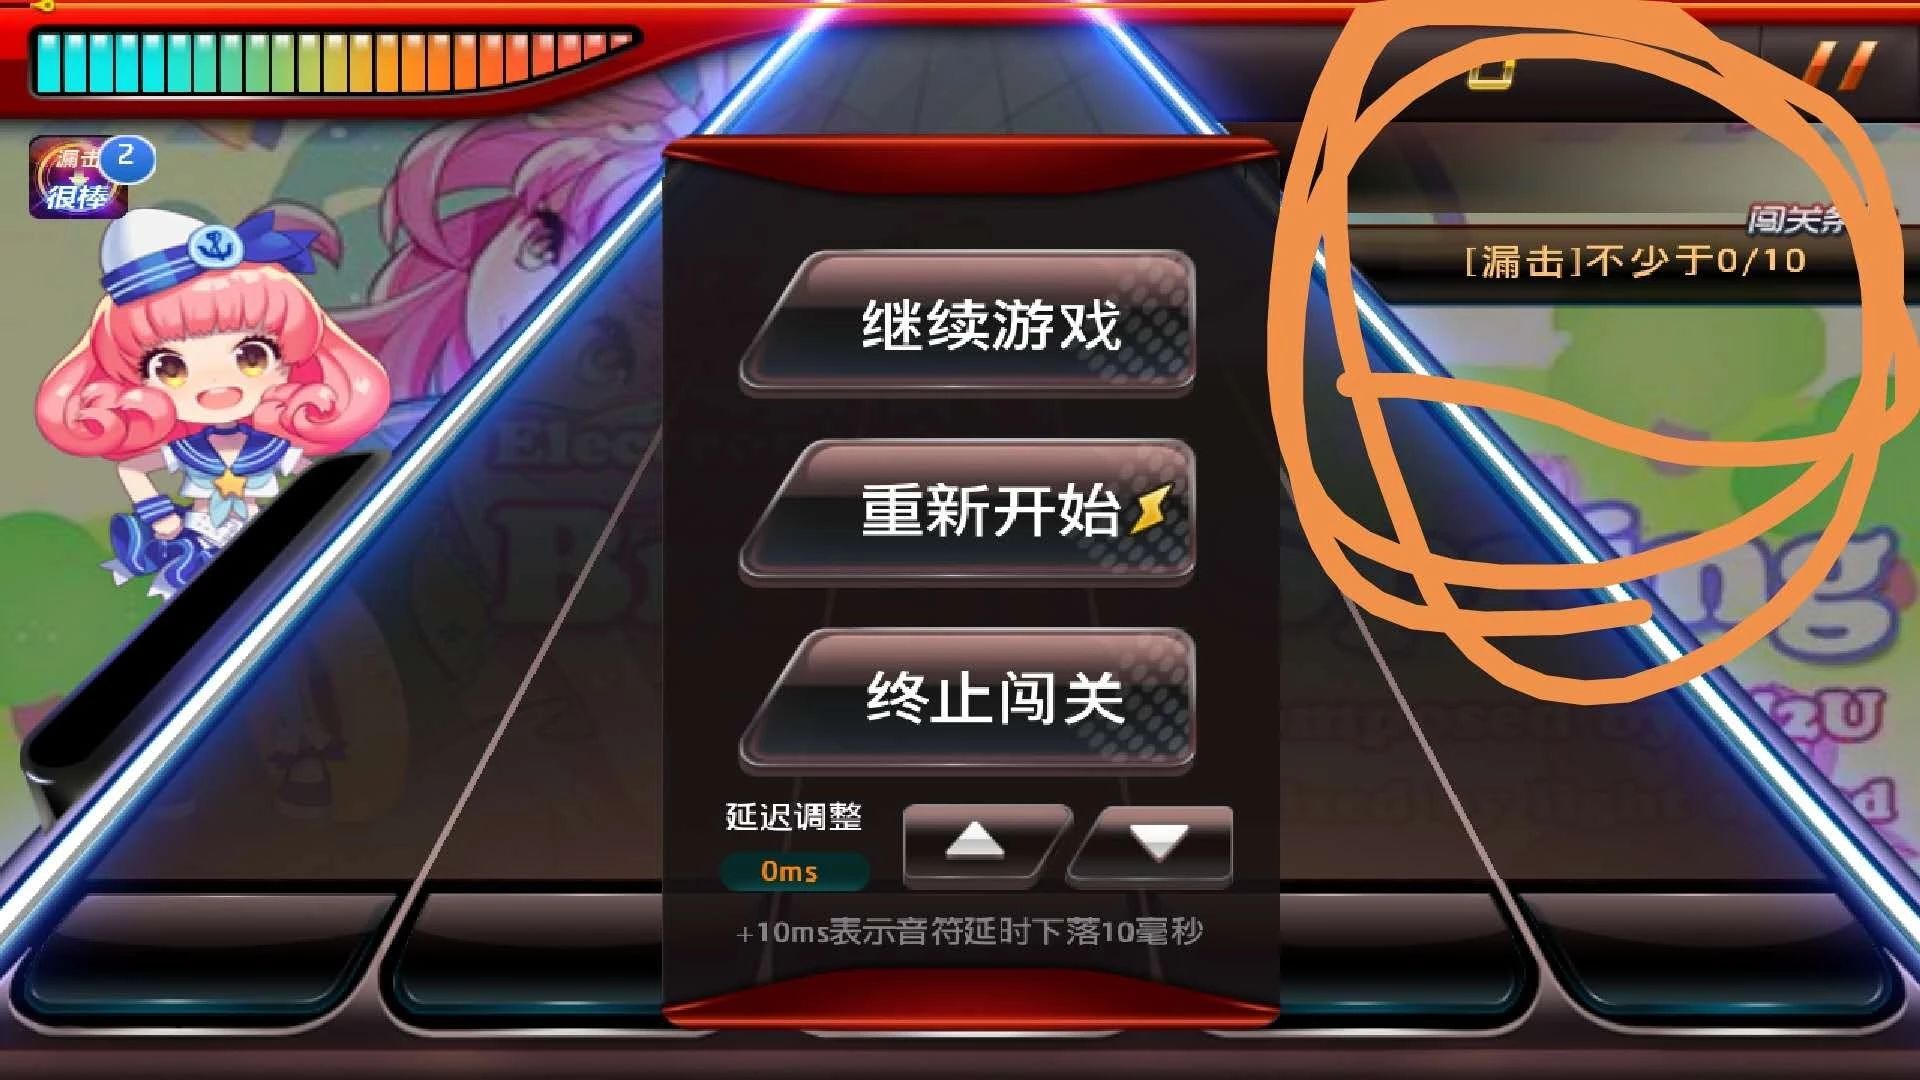 漏击 2
很棒
闯关条
[漏击]不少于0/10
继续游戏
重新开始
终止闯关
延迟调整
0ms
+10ms表示音符延时下落10毫秒
ing
M2U